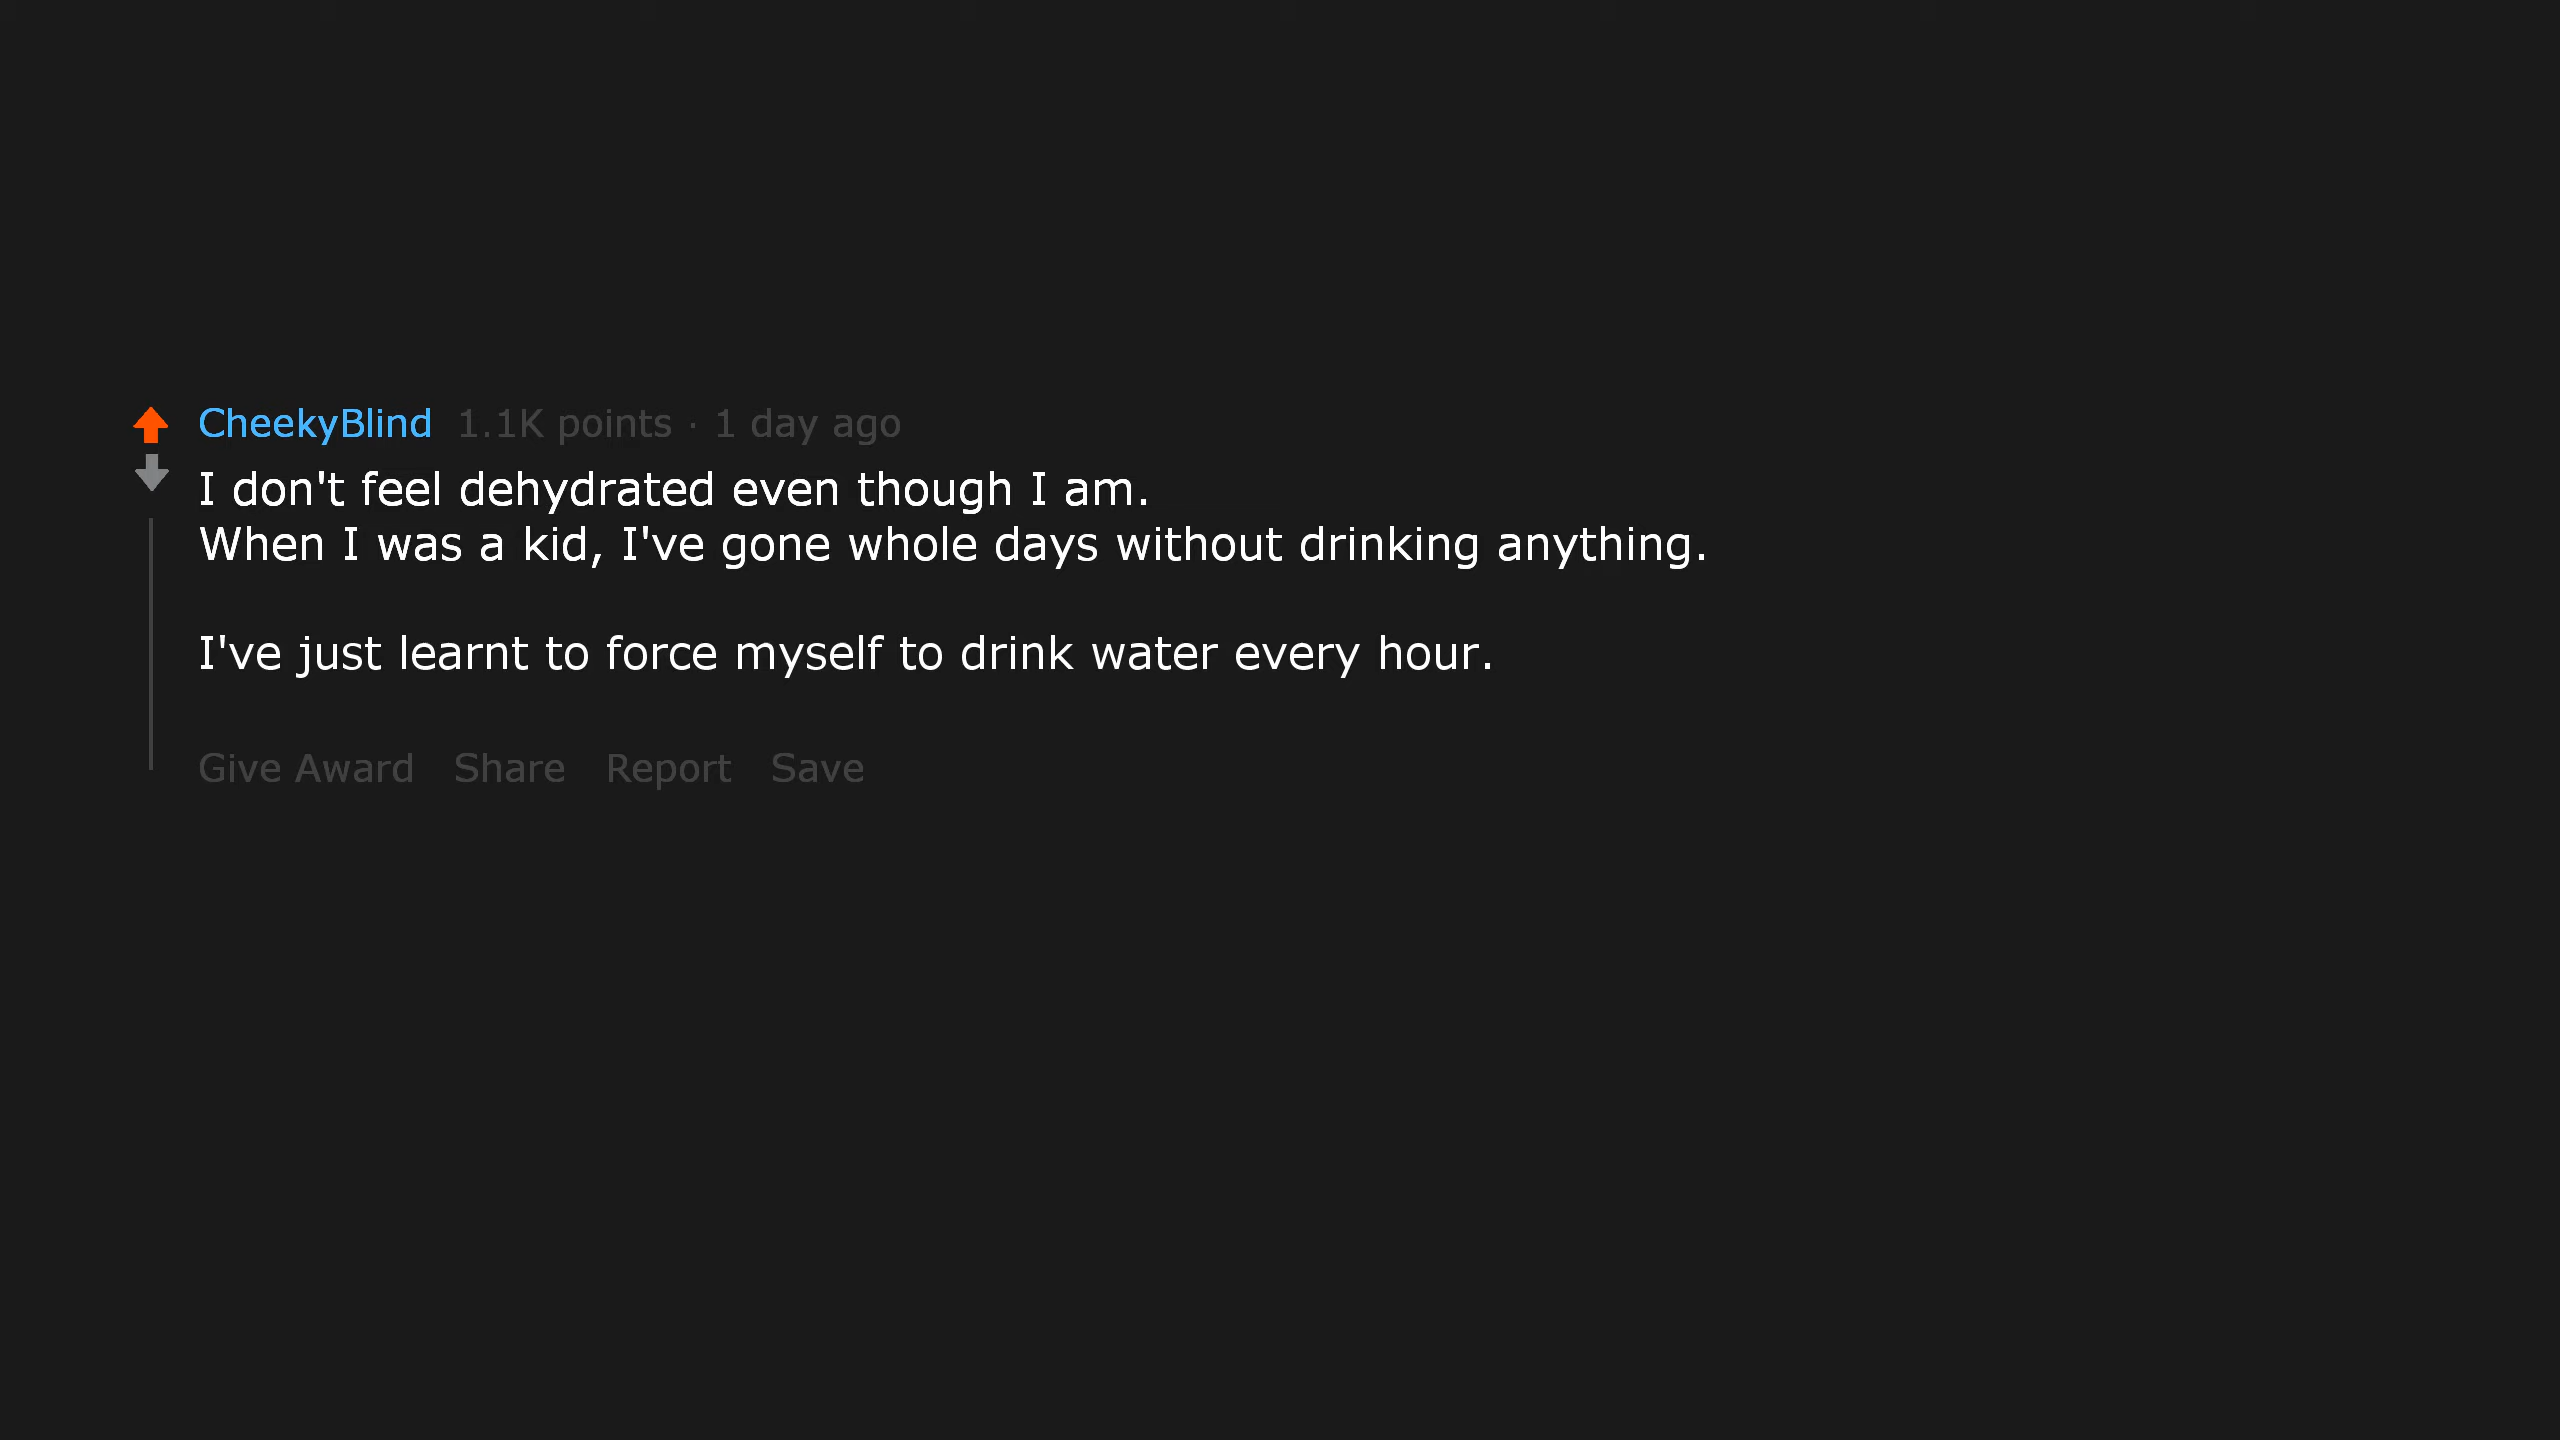 CheekyBlind 1.1K points · 1 day ago
I don't feel dehydrated even though I am.
When I was a kid, I've gone whole days without drinking anything.
I've just learnt to force myself to drink water every hour.
Give Award Share Report Save